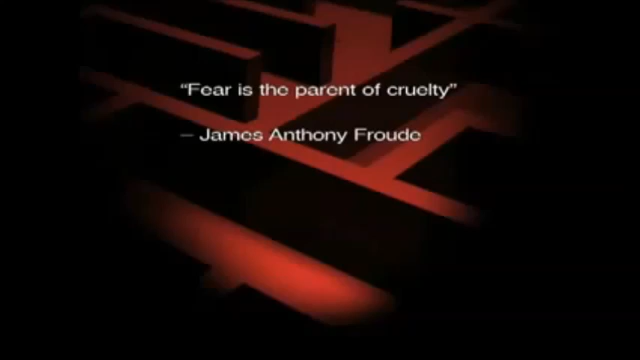 “Fear is the parent of cruelty”
– James Anthony Froude